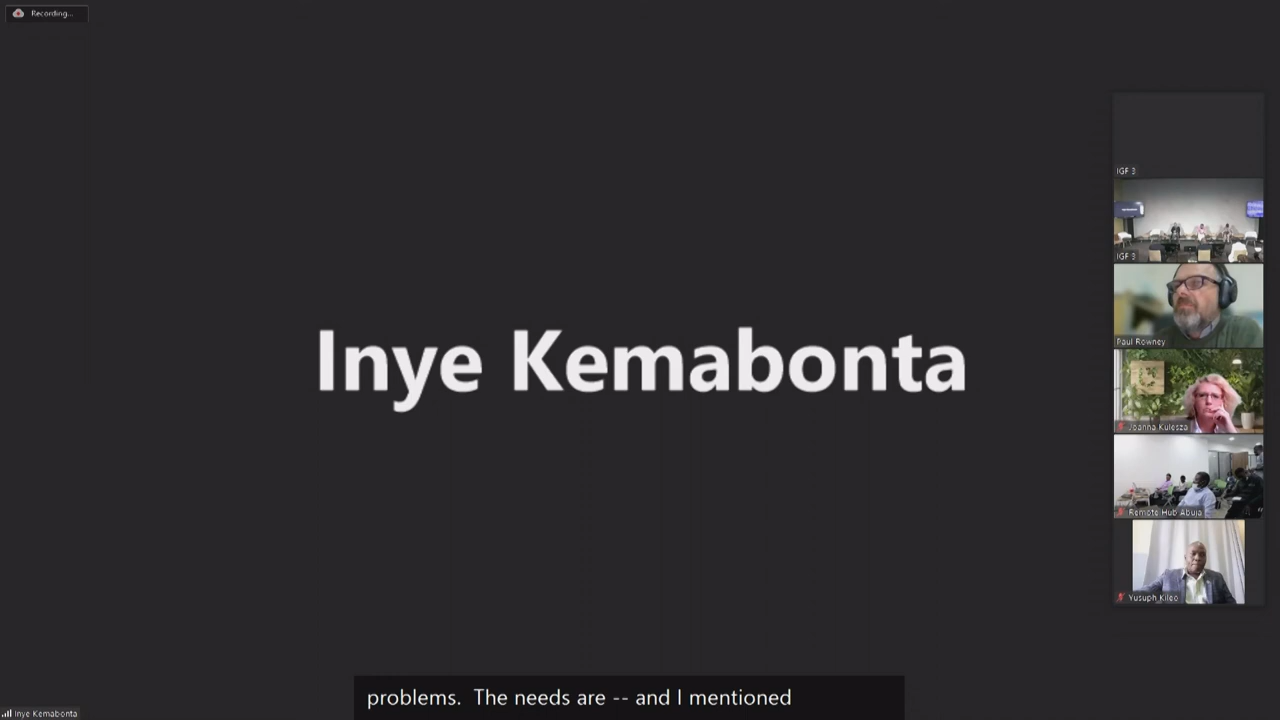 Recording...
IGF 3
IGF 3
Inye Kemabonta
Paul Rowney
Joanna Kulesza
Remote Hub Abuja
Yusuph Kileo
problems.  The needs are -- and I mentioned
Inye Kemabonta